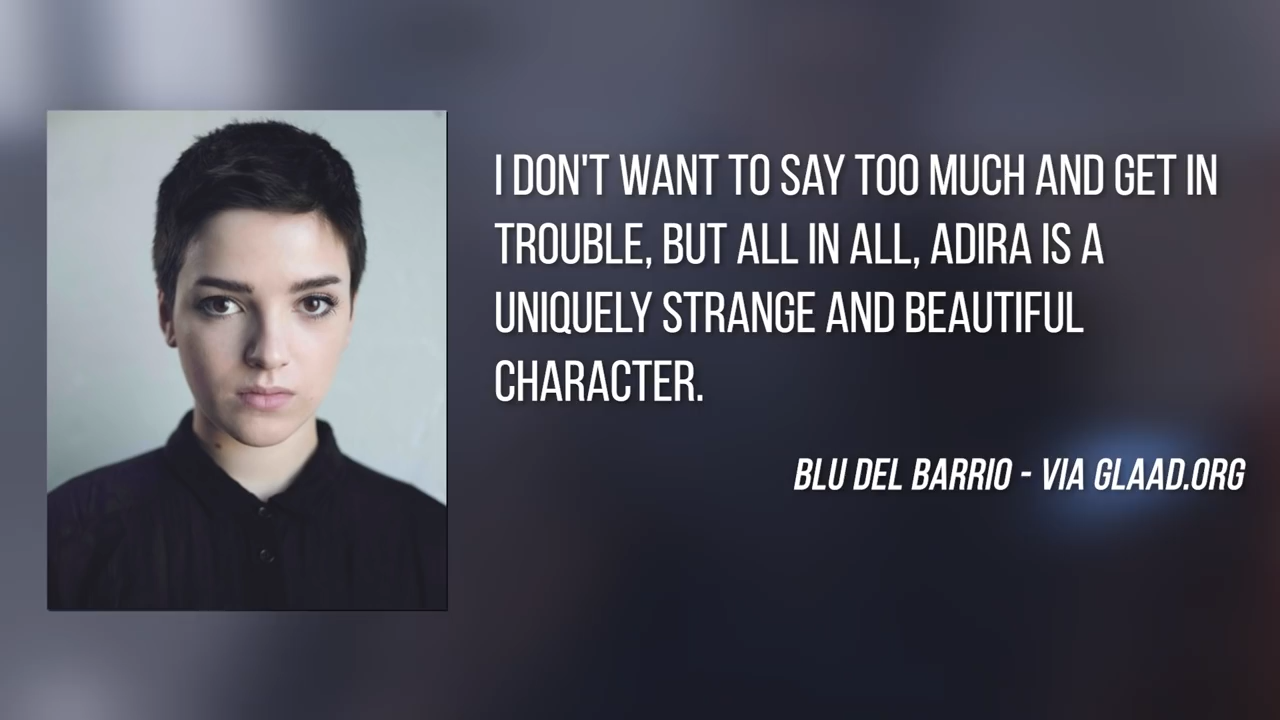 I DON'T WANT TO SAY TOO MUCH AND GET IN
TROUBLE, BUT ALL IN ALL, ADIRA IS A
UNIQUELY STRANGE AND BEAUTIFUL
CHARACTER.
BLU DEL BARRIO - VIA GLAAD.ORG